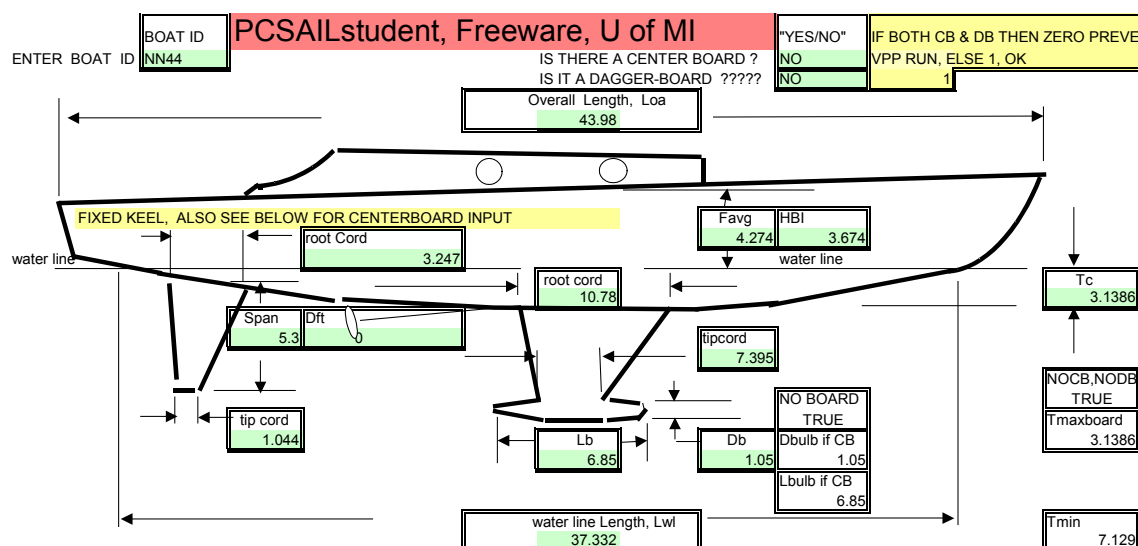 BOAT ID PCSAILstudent, Freeware, U of MI "YES/NO" IF BOTH CB & DB THEN ZERO PREVE
ENTER BOAT ID NN44 IS THERE A CENTER BOARD ? NO VPP RUN, ELSE 1, OK
IS IT A DAGGER-BOARD ????? NO 1
Overall Length, Loa
43.98
FIXED KEEL, ALSO SEE BELOW FOR CENTERBOARD INPUT
Favg HBI
4.274 3.674
root Cord
3.247
water line water line
root cord
10.78
Tc
3.1386
Span Dft
5.3 0
tipcord
7.395
NOCB,NODB
TRUE
NO BOARD
TRUE
tip cord
1.044
Tmaxboard
3.1386
Lb
6.85
Db
1.05
Dbulb if CB
1.05
Lbulb if CB
6.85
water line Length, Lwl
37.332
Tmin
7.129